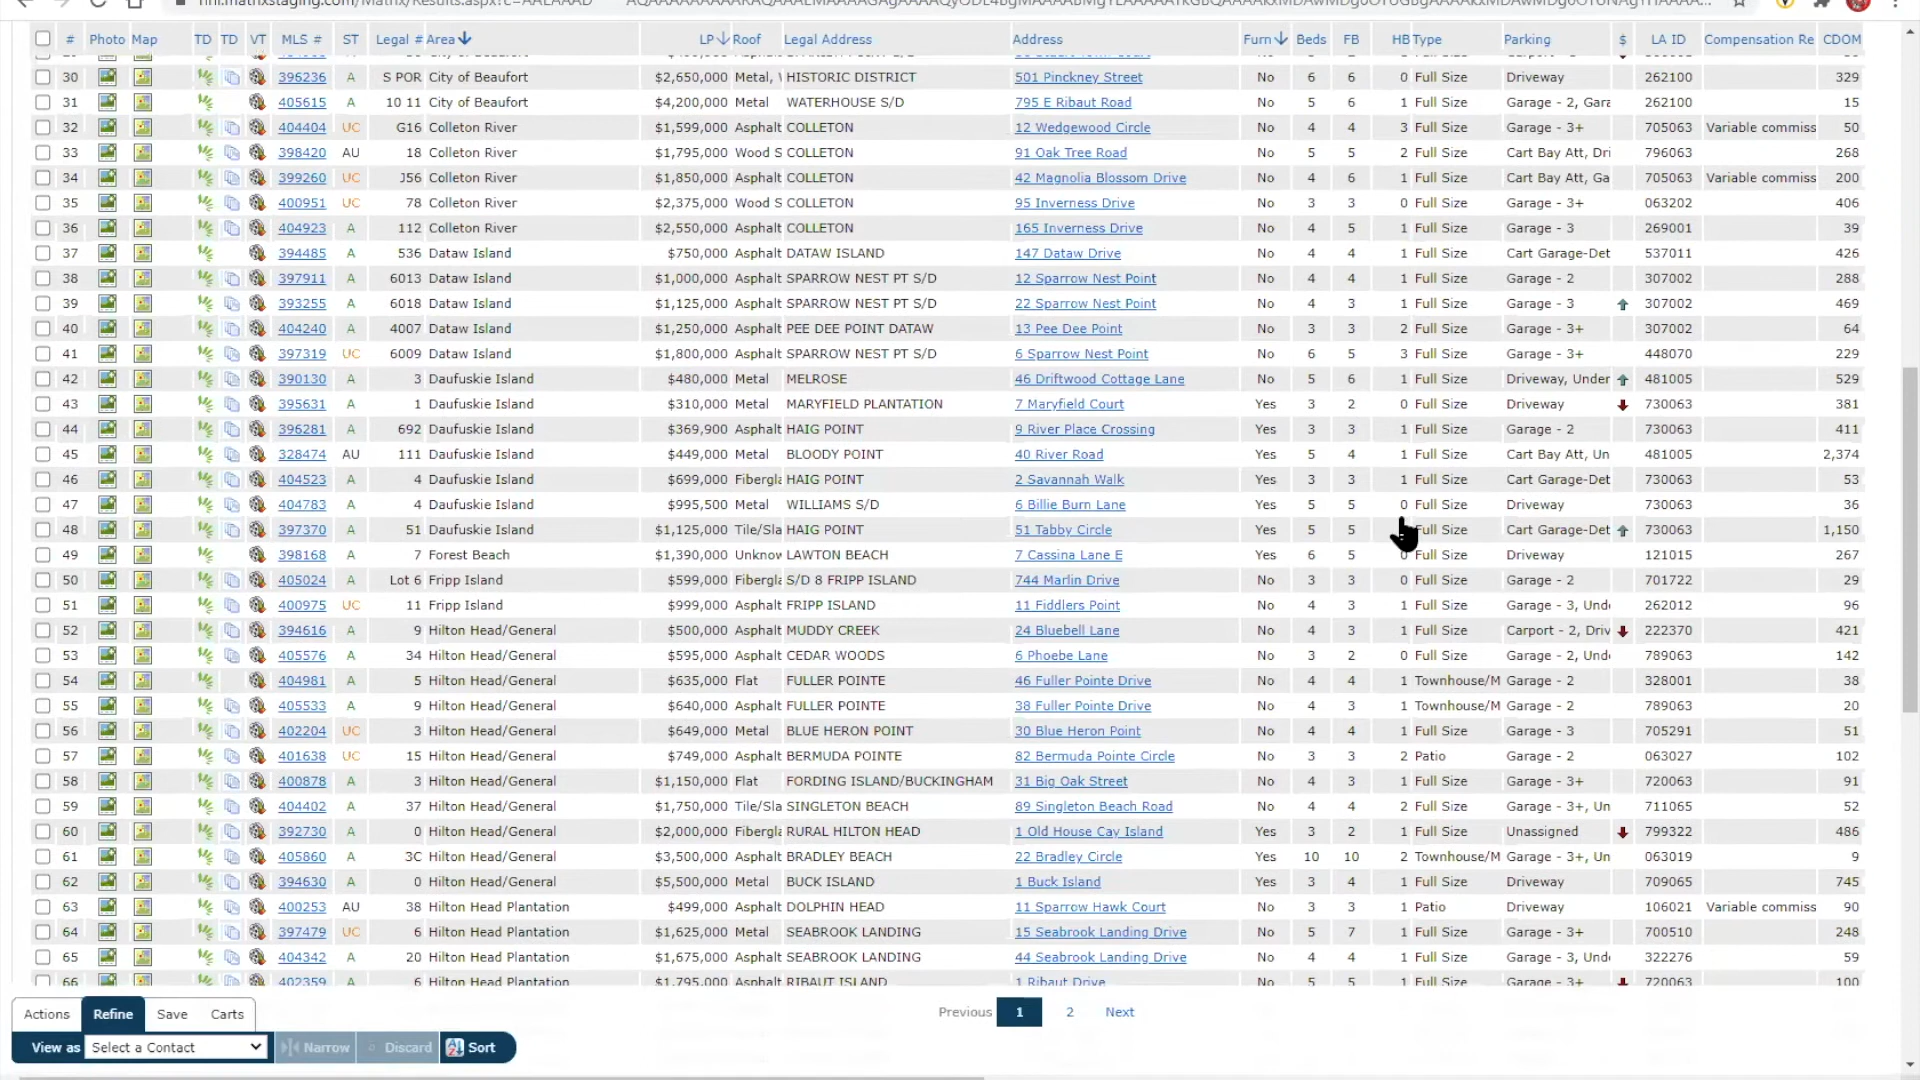 # Photo Map TD TD VT MLS # ST Legal # Area LP Roof Legal Address Address Furn Beds FB HB Type Parking $ LA ID Compensation Re CDOM
30 396236 A S POR City of Beaufort $2,650,000 Metal, HISTORIC DISTRICT 501 Pinckney Street No 6 6 0 Full Size Driveway 262100 329
31 405615 A 10 11 City of Beaufort $4,200,000 Metal WATERHOUSE S/D 795 E Ribaut Road No 5 6 1 Full Size Garage - 2, Gara 262100 15
32 404404 UC G16 Colleton River $1,599,000 Asphalt COLLETON 12 Wedgewood Circle No 4 4 3 Full Size Garage - 3+ 705063 Variable commiss 50
33 398420 AU 18 Colleton River $1,795,000 Wood S COLLETON 91 Oak Tree Road No 5 5 2 Full Size Cart Bay Att, Dri 796063 268
34 399260 UC J56 Colleton River $1,850,000 Asphalt COLLETON 42 Magnolia Blossom Drive No 4 6 1 Full Size Cart Bay Att, Ga 705063 Variable commiss 200
35 400951 UC 78 Colleton River $2,375,000 Wood S COLLETON 95 Inverness Drive No 3 3 0 Full Size Garage - 3+ 063202 406
36 404923 A 112 Colleton River $2,550,000 Asphalt COLLETON 165 Inverness Drive No 4 5 1 Full Size Garage - 3 269001 39
37 394485 A 536 Dataw Island $750,000 Asphalt DATAW ISLAND 147 Dataw Drive No 4 4 1 Full Size Cart Garage-Det 537011 426
38 397911 A 6013 Dataw Island $1,000,000 Asphalt SPARROW NEST PT S/D 12 Sparrow Nest Point No 4 4 1 Full Size Garage - 2 307002 288
39 393255 A 6018 Dataw Island $1,125,000 Asphalt SPARROW NEST PT S/D 22 Sparrow Nest Point No 4 3 1 Full Size Garage - 3 307002 469
40 404240 A 4007 Dataw Island $1,250,000 Asphalt PEE DEE POINT DATAW 13 Pee Dee Point No 3 3 2 Full Size Garage - 3+ 307002 64
41 397319 UC 6009 Dataw Island $1,800,000 Asphalt SPARROW NEST PT S/D 6 Sparrow Nest Point No 6 5 3 Full Size Garage - 3+ 448070 229
42 390130 A 3 Daufuskie Island $480,000 Metal MELROSE 46 Driftwood Cottage Lane No 5 6 1 Full Size Driveway, Under 481005 529
43 395631 A 1 Daufuskie Island $310,000 Metal MARYFIELD PLANTATION 7 Maryfield Court Yes 3 2 0 Full Size Driveway 730063 381
44 396281 A 692 Daufuskie Island $369,900 Asphalt HAIG POINT 9 River Place Crossing Yes 3 3 1 Full Size Garage - 2 730063 411
45 328474 AU 111 Daufuskie Island $449,000 Metal BLOODY POINT 40 River Road Yes 5 4 1 Full Size Cart Bay Att, Un 481005 2,374
46 404523 A 4 Daufuskie Island $699,000 Fibergla HAIG POINT 2 Savannah Walk Yes 3 3 1 Full Size Cart Garage-Det 730063 53
47 404783 A 4 Daufuskie Island $995,500 Metal WILLIAMS S/D 6 Billie Burn Lane Yes 5 5 0 Full Size Driveway 730063 36
48 397370 A 51 Daufuskie Island $1,125,000 Tile/Sla HAIG POINT 51 Tabby Circle Yes 5 5 Full Size Cart Garage-Det 730063 1,150
49 398168 A 7 Forest Beach $1,390,000 Unknow LAWTON BEACH 7 Cassina Lane E Yes 6 5 0 Full Size Driveway 121015 267
50 405024 A Lot 6 Fripp Island $599,000 Fibergla S/D 8 FRIPP ISLAND 744 Marlin Drive No 3 3 0 Full Size Garage - 2 701722 29
51 400975 UC 11 Fripp Island $999,000 Asphalt FRIPP ISLAND 11 Fiddlers Point No 4 3 1 Full Size Garage - 3, Unde 262012 96
52 394616 A 9 Hilton Head/General $500,000 Asphalt MUDDY CREEK 24 Bluebell Lane No 4 3 1 Full Size Carport - 2, Driv 222370 421
53 405576 A 34 Hilton Head/General $595,000 Asphalt CEDAR WOODS 6 Phoebe Lane No 3 2 0 Full Size Garage - 2, Unde 789063 142
54 404981 A 5 Hilton Head/General $635,000 Flat FULLER POINTE 46 Fuller Pointe Drive No 4 4 1 Townhouse/M Garage - 2 328001 38
55 405533 A 9 Hilton Head/General $640,000 Asphalt FULLER POINTE 38 Fuller Pointe Drive No 4 3 1 Townhouse/M Garage - 2 789063 20
56 402204 UC 3 Hilton Head/General $649,000 Metal BLUE HERON POINT 30 Blue Heron Point No 4 4 1 Full Size Garage - 3 705291 51
57 401638 UC 15 Hilton Head/General $749,000 Asphalt BERMUDA POINTE 82 Bermuda Pointe Circle No 3 3 2 Patio Garage - 2 063027 102
58 400878 A 3 Hilton Head/General $1,150,000 Flat FORDING ISLAND/BUCKINGHAM 31 Big Oak Street No 4 3 1 Full Size Garage - 3+ 720063 91
59 404402 A 37 Hilton Head/General $1,750,000 Tile/Sla SINGLETON BEACH 89 Singleton Beach Road No 4 4 2 Full Size Garage - 3+, Un 711065 52
60 392730 A 0 Hilton Head/General $2,000,000 Fibergla RURAL HILTON HEAD 1 Old House Cay Island Yes 3 2 1 Full Size Unassigned 799322 486
61 405860 A 3C Hilton Head/General $3,500,000 Asphalt BRADLEY BEACH 22 Bradley Circle Yes 10 10 2 Townhouse/M Garage - 3+, Un 063019 9
62 394630 A 0 Hilton Head/General $5,500,000 Metal BUCK ISLAND 1 Buck Island Yes 3 4 1 Full Size Driveway 709065 745
63 400253 AU 38 Hilton Head Plantation $499,000 Asphalt DOLPHIN HEAD 11 Sparrow Hawk Court No 3 3 1 Patio Driveway 106021 Variable commiss 90
64 397479 UC 6 Hilton Head Plantation $1,625,000 Metal SEABROOK LANDING 15 Seabrook Landing Drive No 5 7 1 Full Size Garage - 3+ 700510 248
65 404342 A 20 Hilton Head Plantation $1,675,000 Asphalt SEABROOK LANDING 44 Seabrook Landing Drive No 4 4 1 Full Size Garage - 3, Unde 322276 59
66 402359 A 6 Hilton Head Plantation $1,795,000 Asphalt RIBAUT ISLAND 1 Ribaut Drive No 5 5 1 Full Size Garage - 3+ 720063 100
Actions Refine Save Carts Previous 1 2 Next
View as Select a Contact Narrow Discard Sort